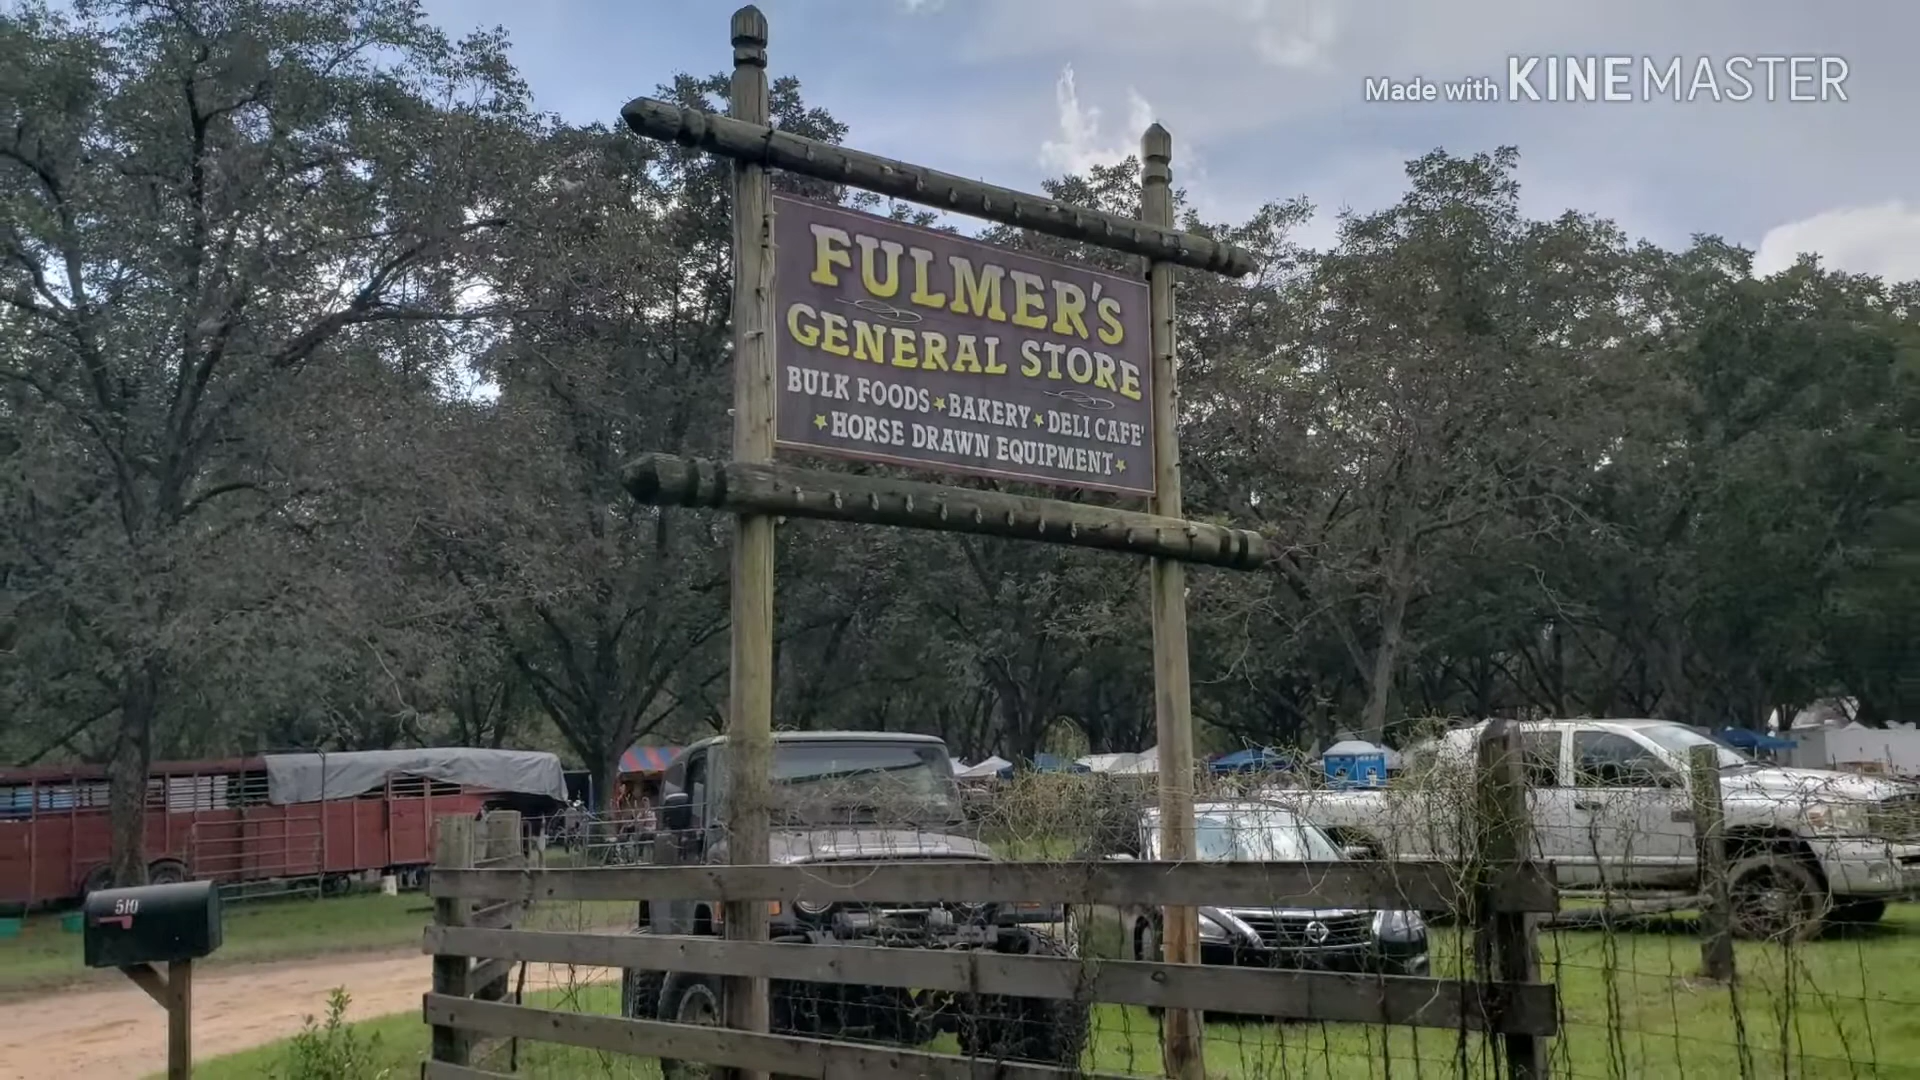 Made with KINEMASTER
FULMER'S
GENERAL STORE
BULK FOODS★BAKERY★DELI CAFE'
★HORSE DRAWN EQUIPMENT★
510